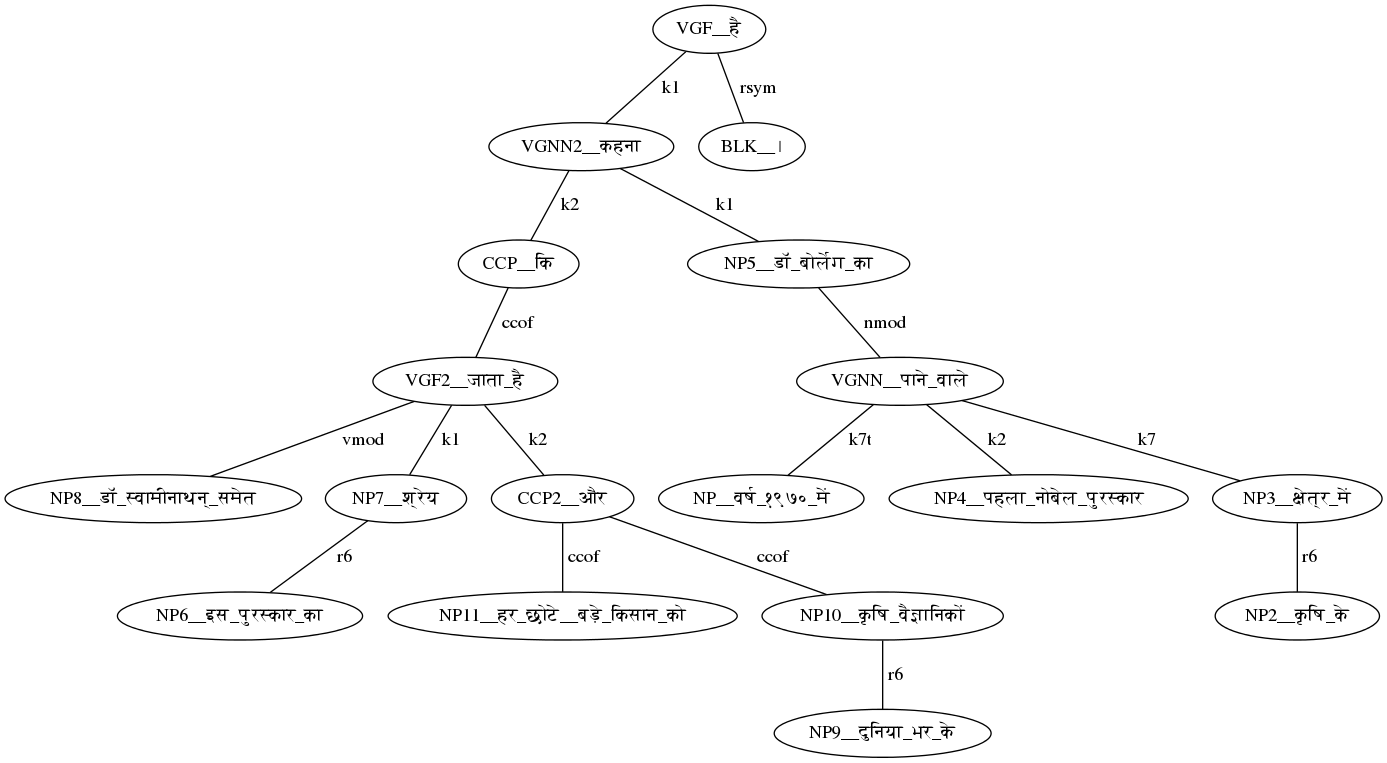 VGF__है
k1 rsym
VGNN2__कहना BLK__।
k2 k1
CCP__कि NP5__डॉ_बोर्लेग_का
ccof nmod
VGF2__जाता_है VGNN__पाने_वाले
vmod k1 k2 k7t k2 k7
NP8__डॉ_स्वामीनाथन्_समेत NP7__श्रेय CCP2__और NP__वर्ष_१९७०_में NP4__पहला_नोबेल_पुरस्कार NP3__क्षेत्र_में
r6 ccof ccof r6
NP6__इस_पुरस्कार_का NP11__हर_छोटे__बड़े_किसान_को NP10__कृषि_वैज्ञानिकों NP2__कृषि_के
r6
NP9__दुनिया_भर_के